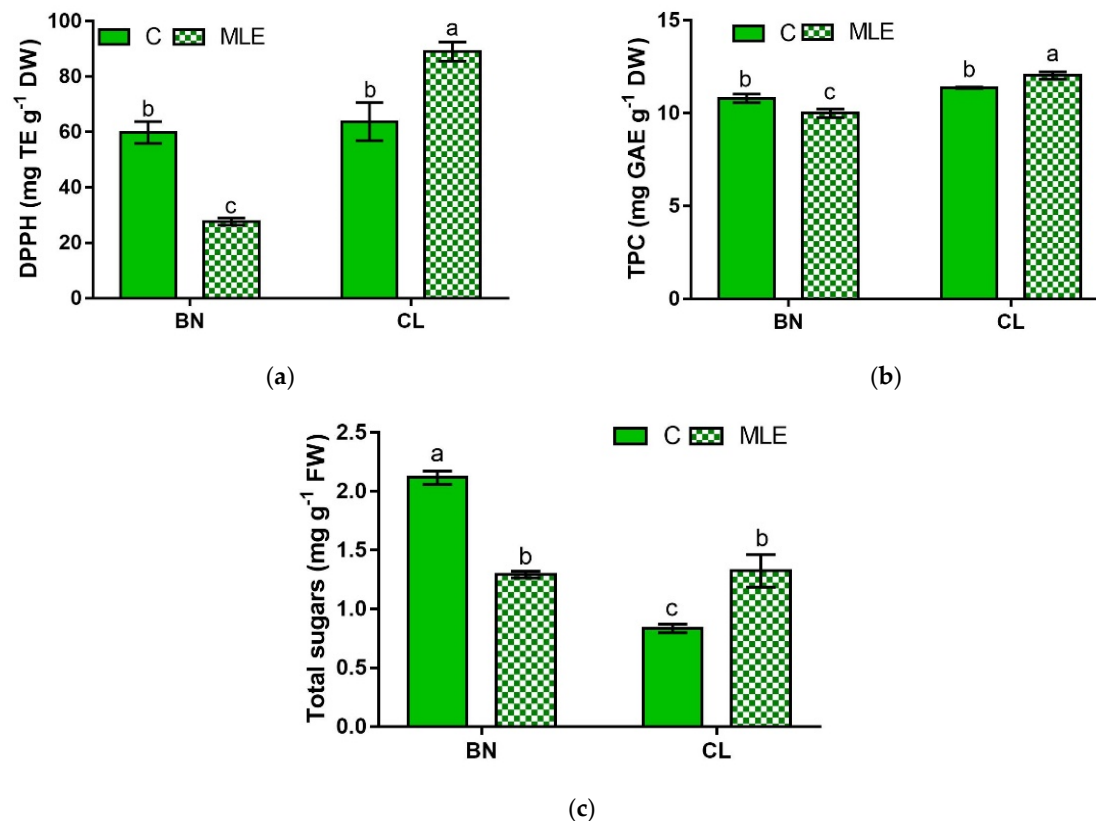 C MLE
DPPH (mg TE g-1 DW)
100
80
60
40
20
0
b
c
b
a
BN CL
(a)
C MLE
TPC (mg GAE g-1 DW)
15
10
5
0
b
c
b
a
BN CL
(b)
C MLE
Total sugars (mg g-1 FW)
2.5
2.0
1.5
1.0
0.5
0.0
a
b
c
b
BN CL
(c)